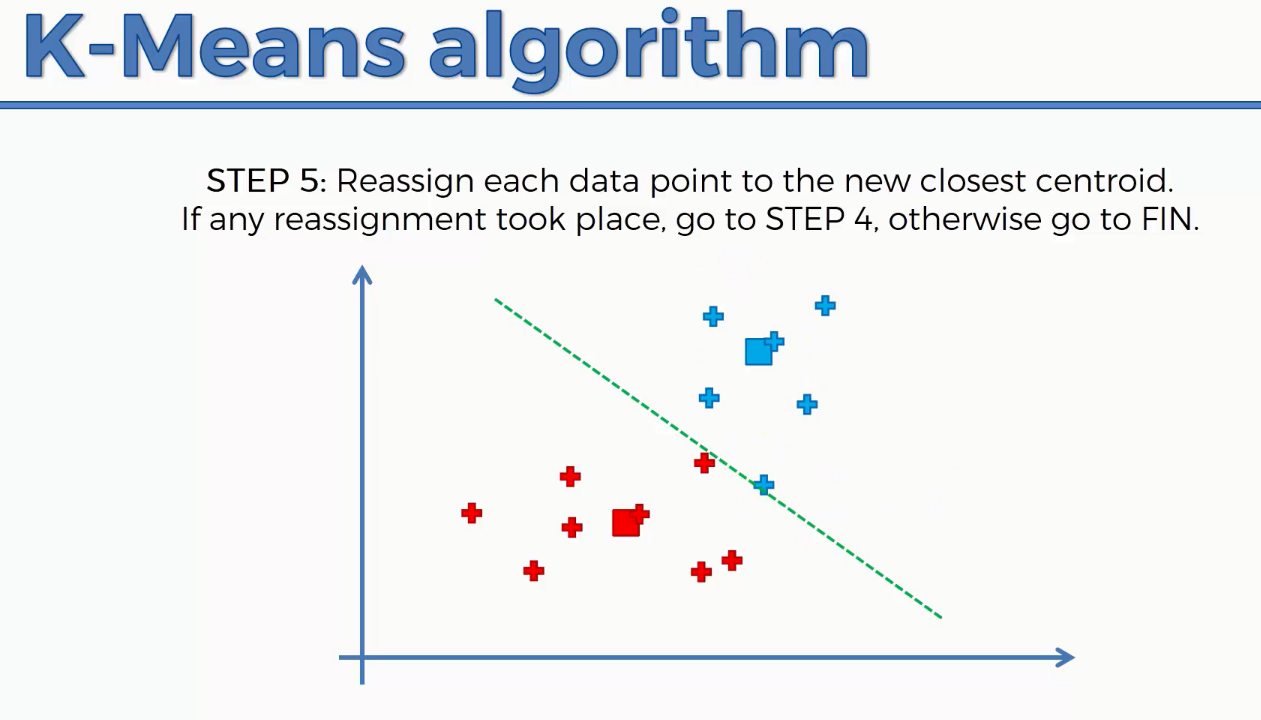 K-Means algorithm
STEP 5: Reassign each data point to the new closest centroid.
If any reassignment took place, go to STEP 4, otherwise go to FIN.